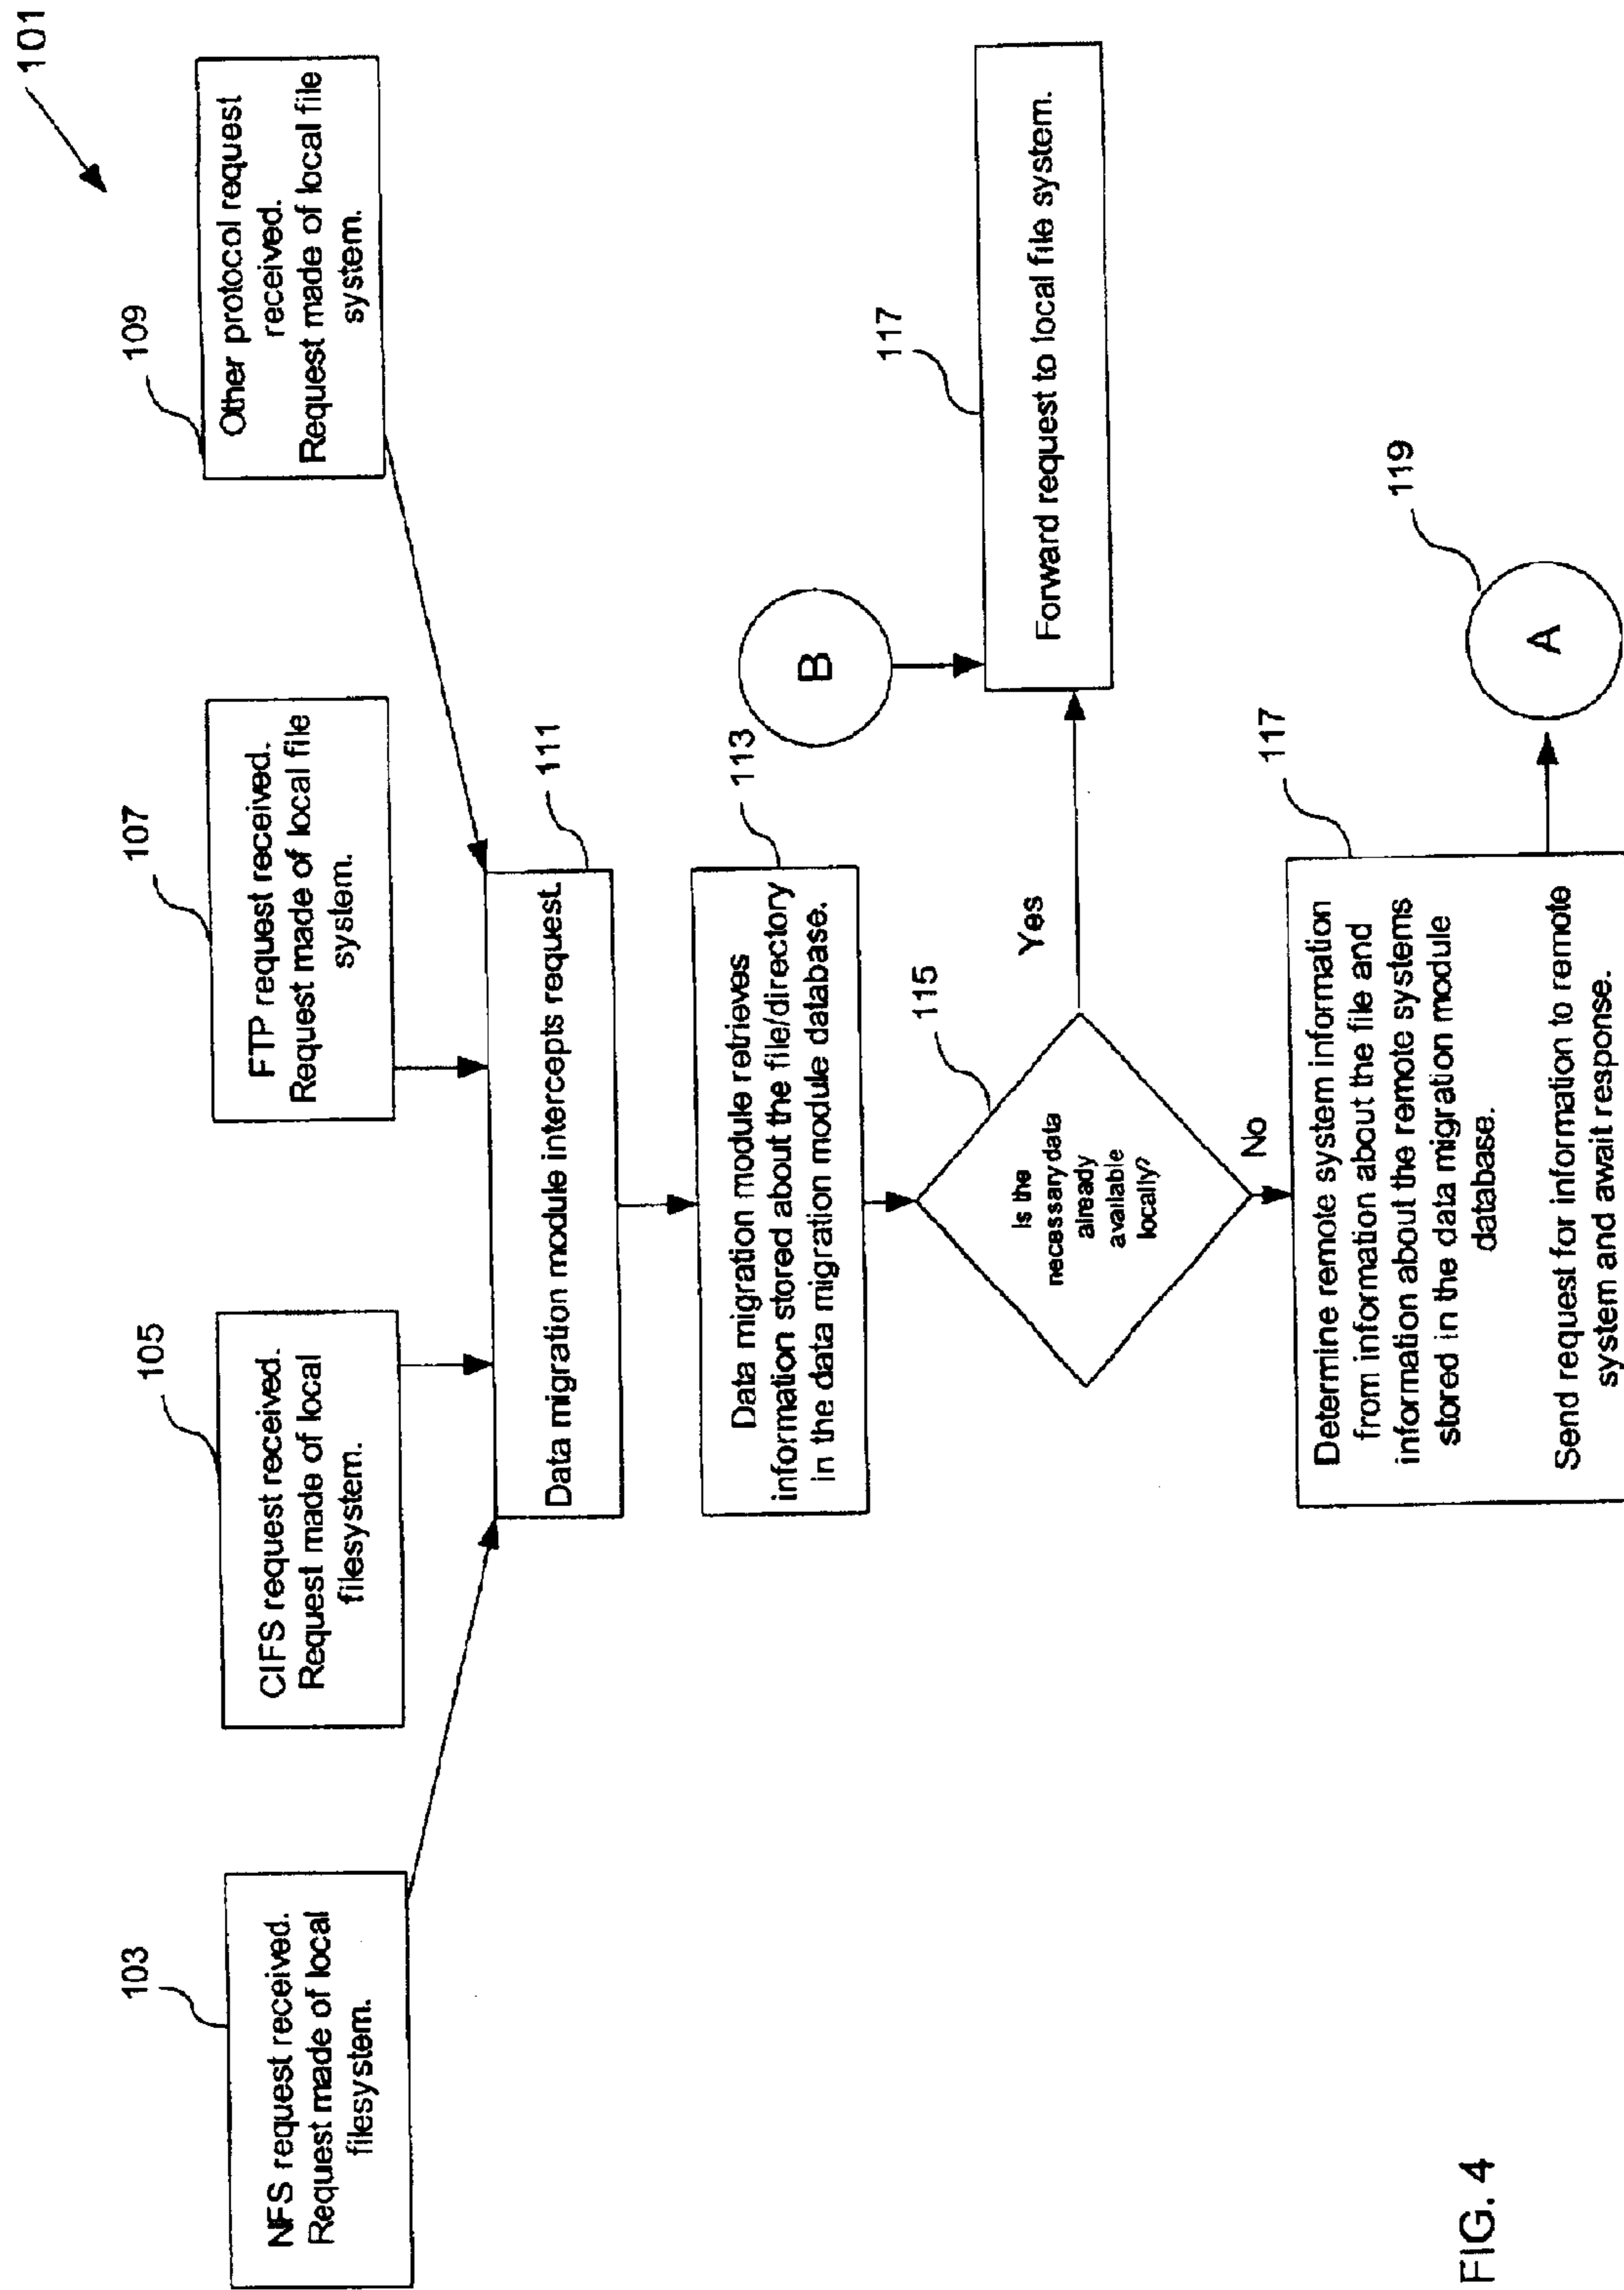 101
103
NFS request received.
Request made of local
filesystem.
105
CIFS request received.
Request made of local
filesystem.
107
FTP request received.
Request made of local file
system.
109
Other protocol request
received.
Request made of local file
system.
111
Data migration module intercepts request.
113
Data migration module retrieves
information stored about the file/directory
in the data migration module database.
B
115
Is the
necessary data
already
available
locally?
Yes
117
Forward request to local file system.
No
117
Determine remote system information
from information about the file and
information about the remote systems
stored in the data migration module
database.
Send request for information to remote
system and await response.
119
A
FIG. 4